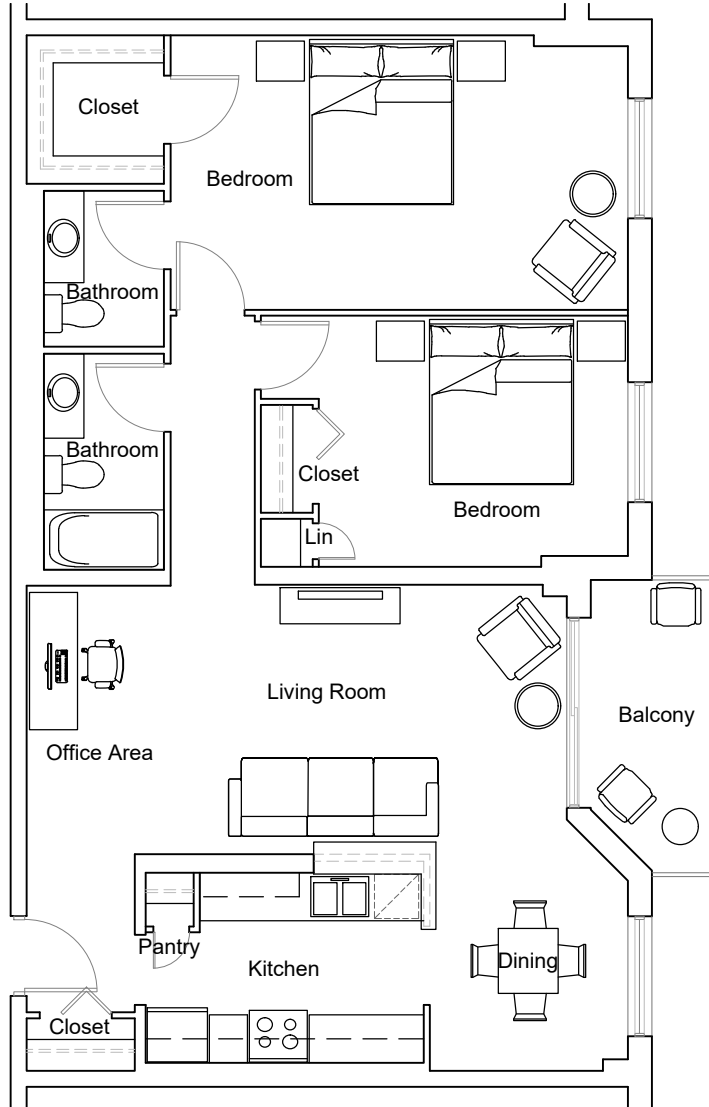 Closet
Bedroom
Bathroom
Bathroom
Closet
Bedroom
Lin
Living Room
Balcony
Office Area
Pantry
Kitchen
Dining
Closet